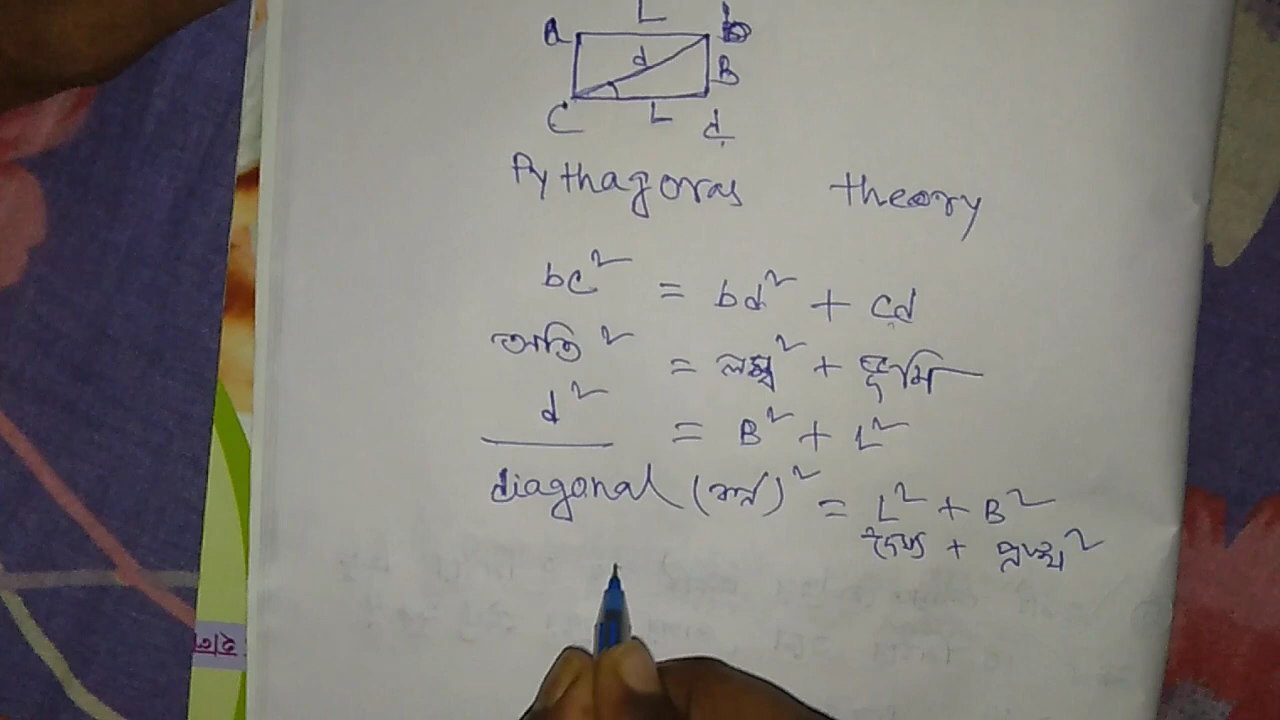 L
a b
d B
C L d
Pythagoras theory
bc² = bd² + cd
অতি² = লম্ব² + ভূমি
d² = B² + L²
diagonal (কর্ণ)² = L² + B²
দৈর্ঘ্য + প্রস্থ²